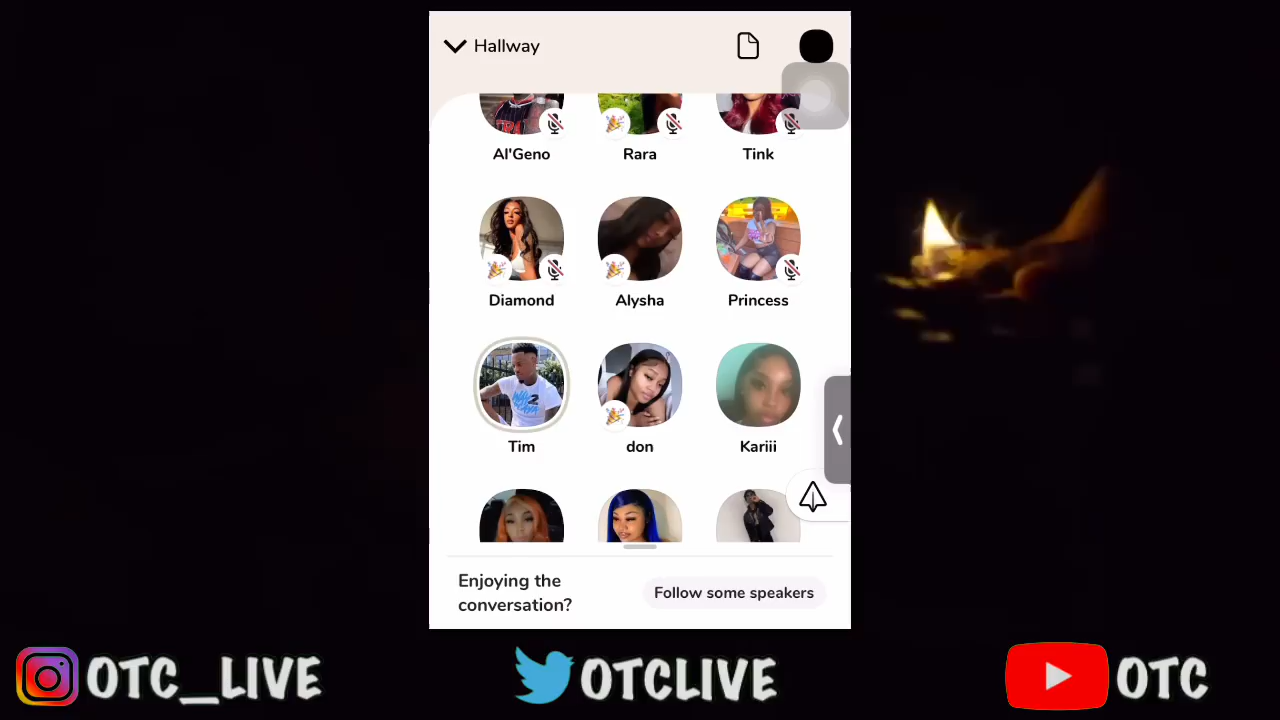 Hallway
Al'Geno Rara Tink
Diamond Alysha Princess
Tim don Kariii
Enjoying the
conversation?
Follow some speakers
OTC_LIVE OTCLIVE OTC